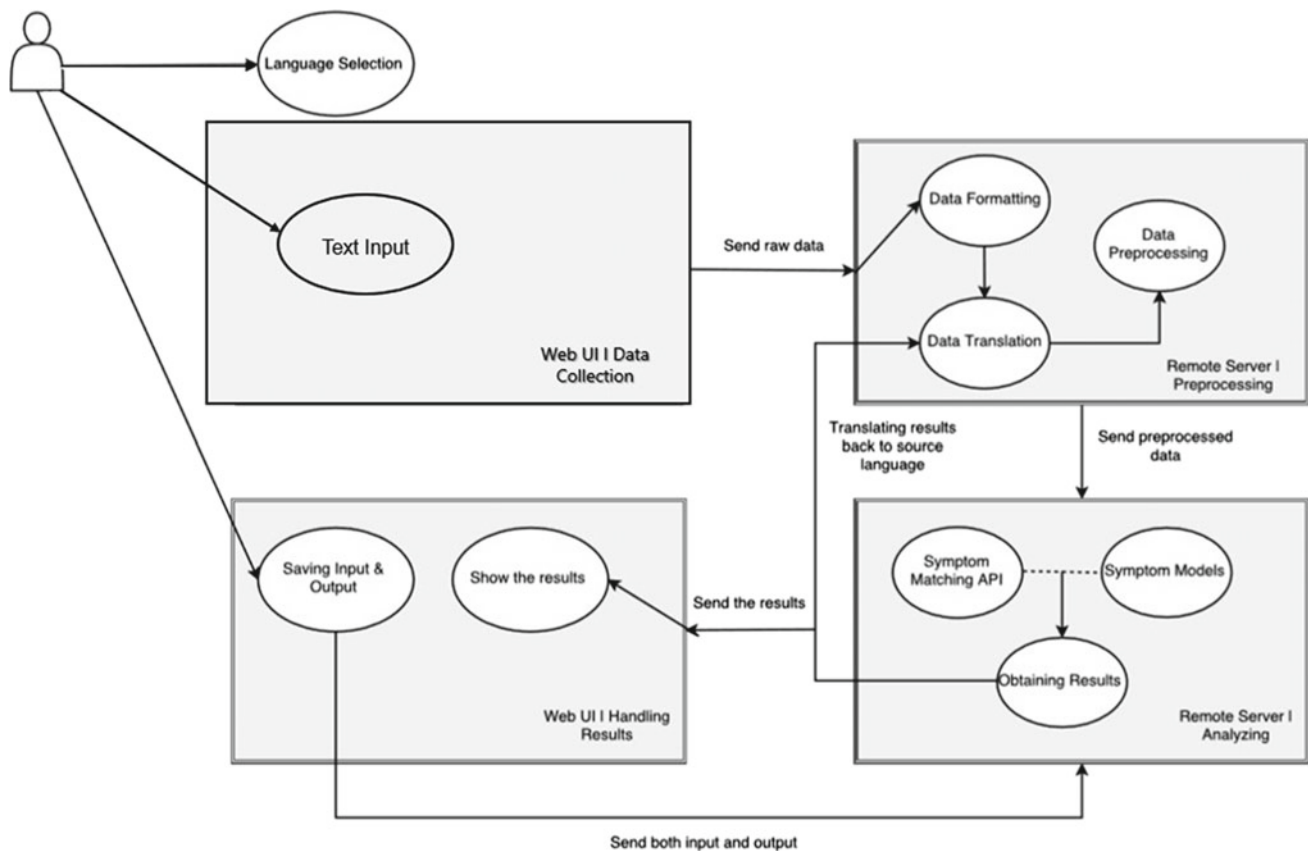 Language Selection
Text Input
Web UI I Data
Collection
Send raw data
Data Formatting
Data
Preprocessing
Data Translation
Remote Server I
Preprocessing
Translating results
back to source
language
Send preprocessed
data
Saving Input &
Output
Show the results
Send the results
Symptom
Matching API
Symptom Models
Obtaining Results
Web UI I Handling
Results
Remote Server I
Analyzing
Send both input and output